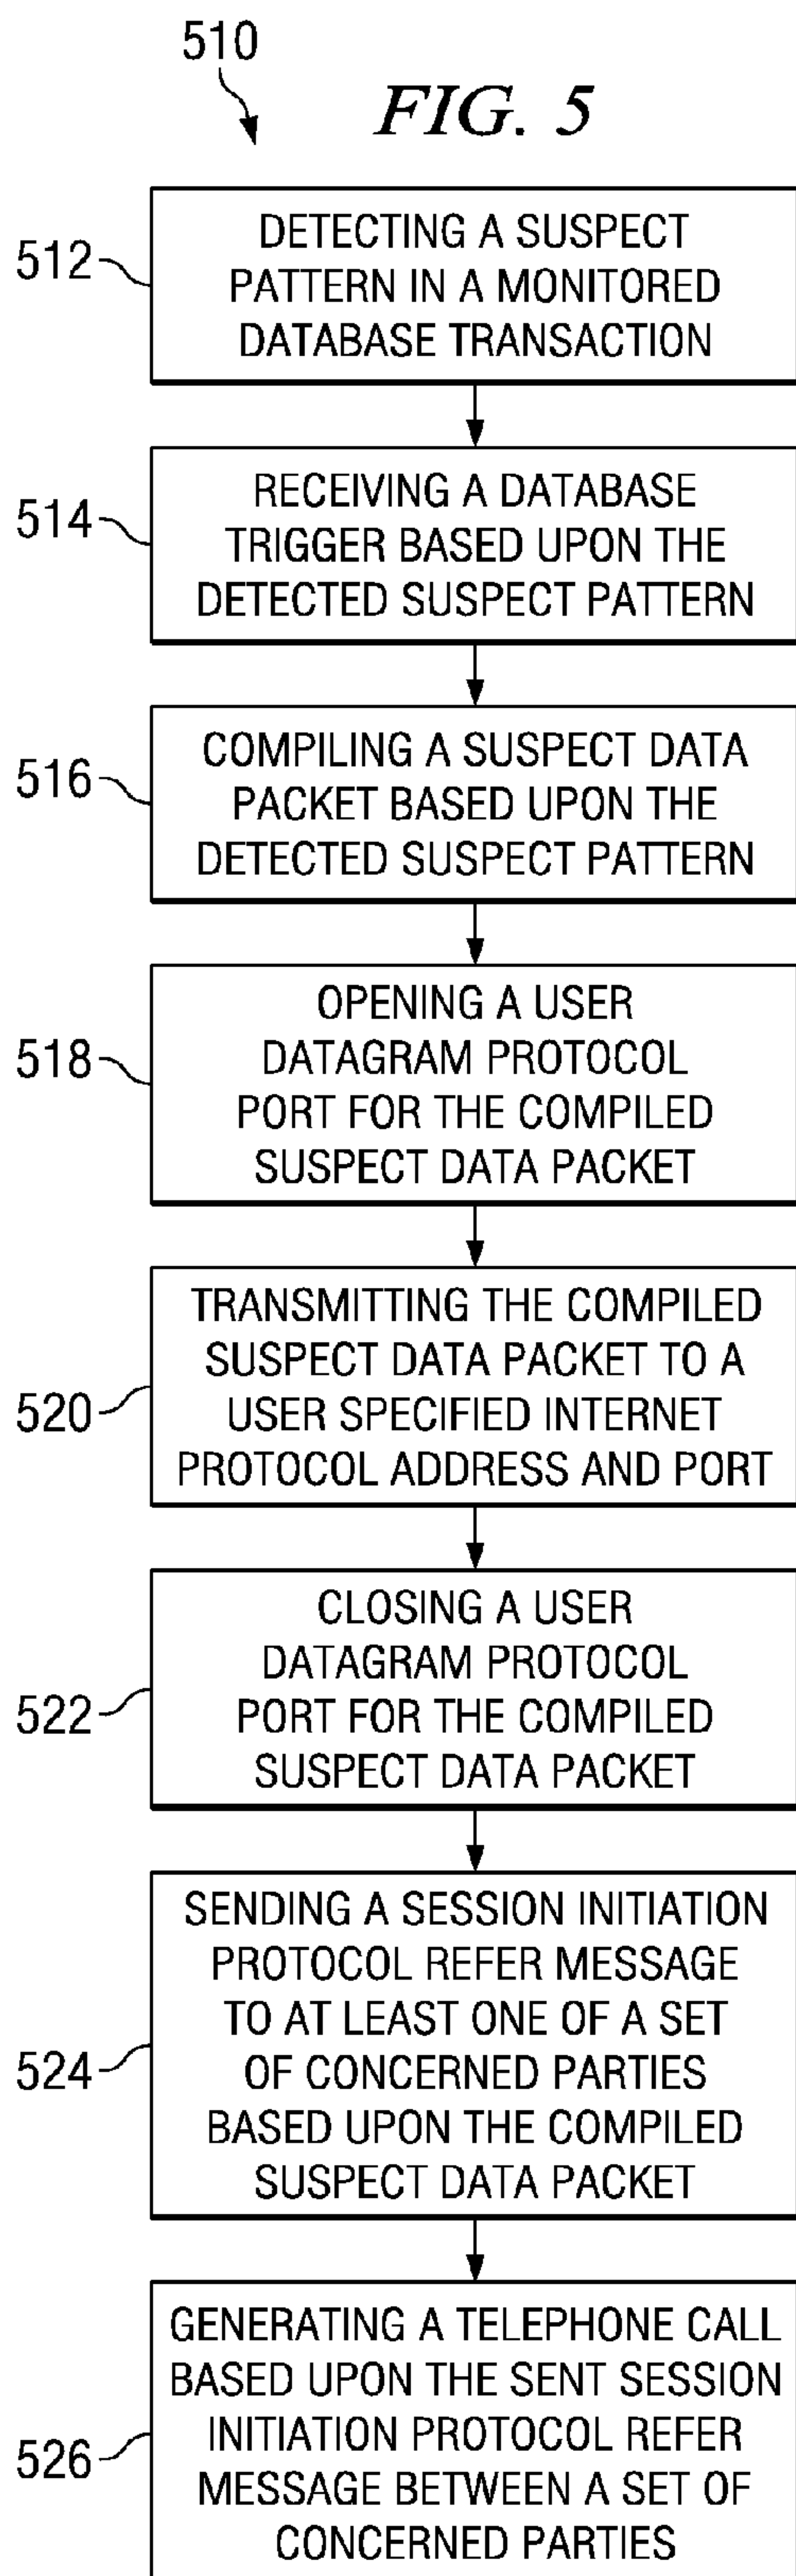 510
FIG. 5
512
DETECTING A SUSPECT
PATTERN IN A MONITORED
DATABASE TRANSACTION
514
RECEIVING A DATABASE
TRIGGER BASED UPON THE
DETECTED SUSPECT PATTERN
516
COMPILING A SUSPECT DATA
PACKET BASED UPON THE
DETECTED SUSPECT PATTERN
518
OPENING A USER
DATAGRAM PROTOCOL
PORT FOR THE COMPILED
SUSPECT DATA PACKET
520
TRANSMITTING THE COMPILED
SUSPECT DATA PACKET TO A
USER SPECIFIED INTERNET
PROTOCOL ADDRESS AND PORT
522
CLOSING A USER
DATAGRAM PROTOCOL
PORT FOR THE COMPILED
SUSPECT DATA PACKET
524
SENDING A SESSION INITIATION
PROTOCOL REFER MESSAGE
TO AT LEAST ONE OF A SET
OF CONCERNED PARTIES
BASED UPON THE COMPILED
SUSPECT DATA PACKET
526
GENERATING A TELEPHONE CALL
BASED UPON THE SENT SESSION
INITIATION PROTOCOL REFER
MESSAGE BETWEEN A SET OF
CONCERNED PARTIES